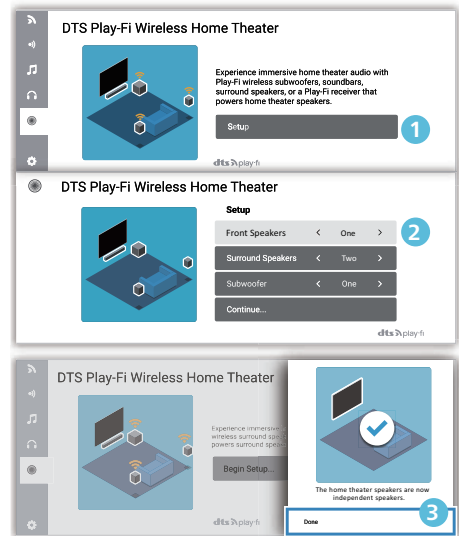 DTS Play-Fi Wireless Home Theater
Experience immersive home theater audio with
Play-Fi wireless subwoofers, soundbars,
surround speakers, or a Play-Fi receiver that
powers home theater speakers.
Setup
1
dts play-fi
DTS Play-Fi Wireless Home Theater
Setup
Front Speakers < One >
2
Surround Speakers < Two >
Subwoofer < One >
Continue...
dts play-fi
DTS Play-Fi Wireless Home Theater
Experience immersive
wireless surround
powers surround
Begin Setup...
dts play-fi
The home theater speakers are now
independent speakers.
3
Done